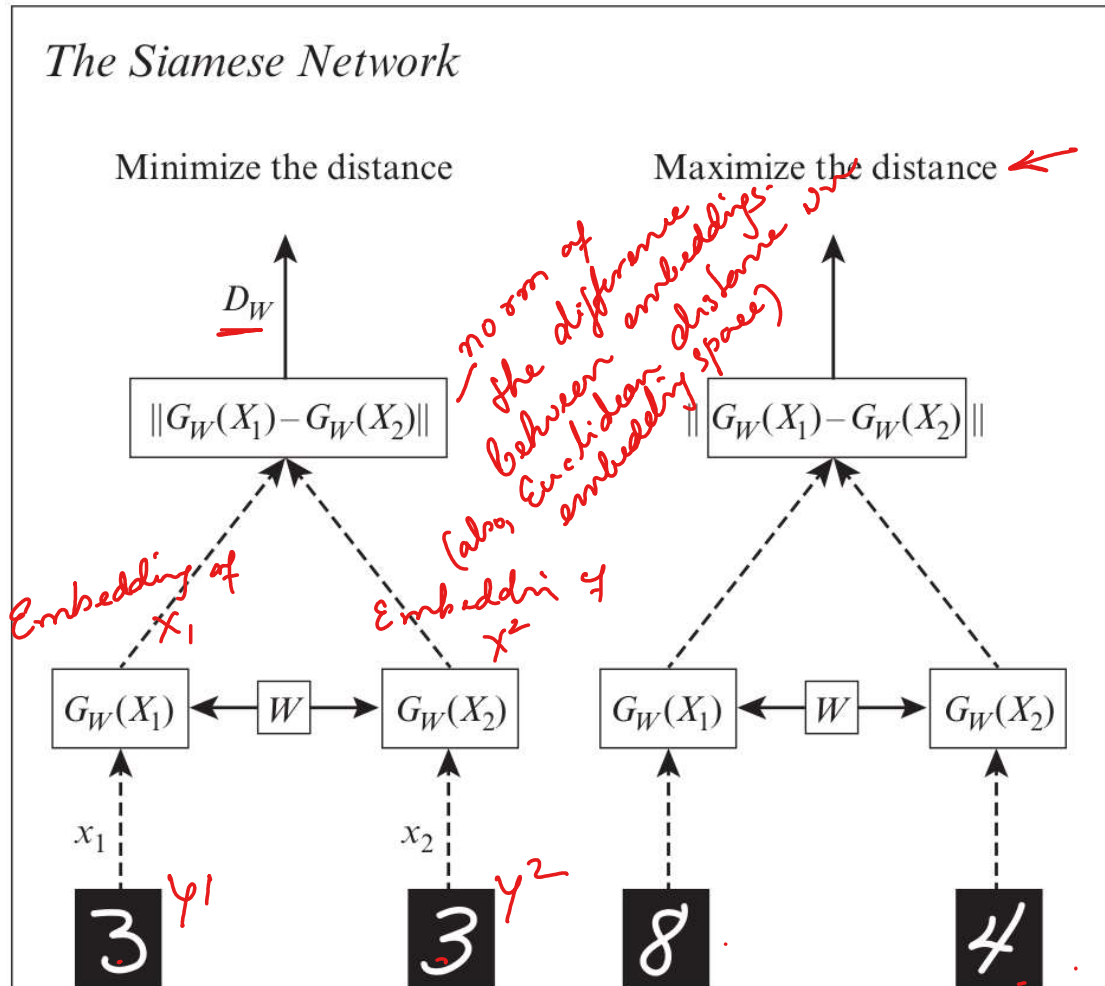 The Siamese Network
Minimize the distance
Maximize the distance
D_W
norm of
the difference
between embeddings.
(also, Euclidean distance in
embedding space)
||G_W(X_1) – G_W(X_2)||
|| G_W(X_1) – G_W(X_2) ||
Embedding of
X_1
Embeddin of
X^2
G_W(X_1)
W
G_W(X_2)
G_W(X_1)
W
G_W(X_2)
x_1
x_2
3
y1
3
y2
8
4